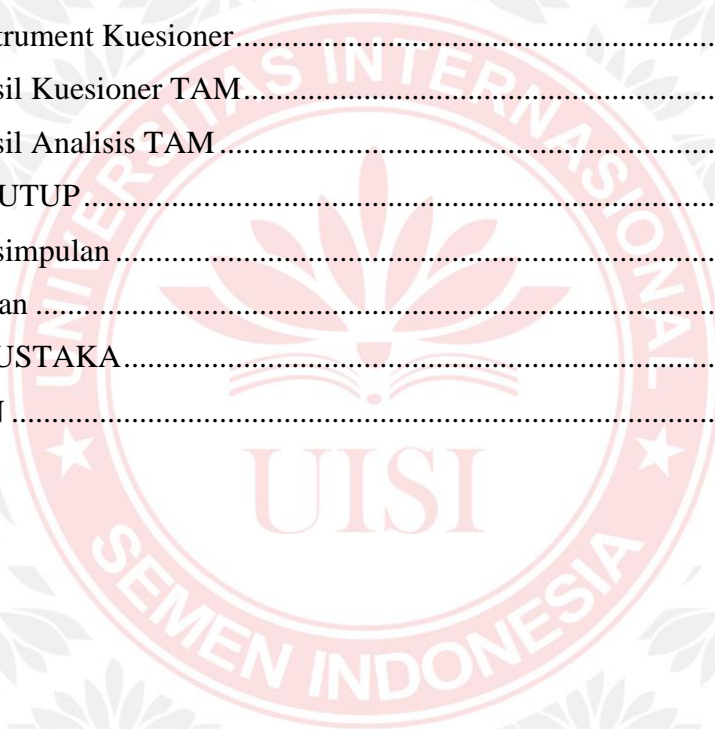 trument Kuesioner....................................................................
sil Kuesioner TAM...................................................................
sil Analisis TAM ......................................................................
UTUP........................................................................................
simpulan ...................................................................................
an ..............................................................................................
USTAKA..................................................................................
N ................................................................................................
UNIVERSITAS INTERNASIONAL
UISI
SEMEN INDONESIA